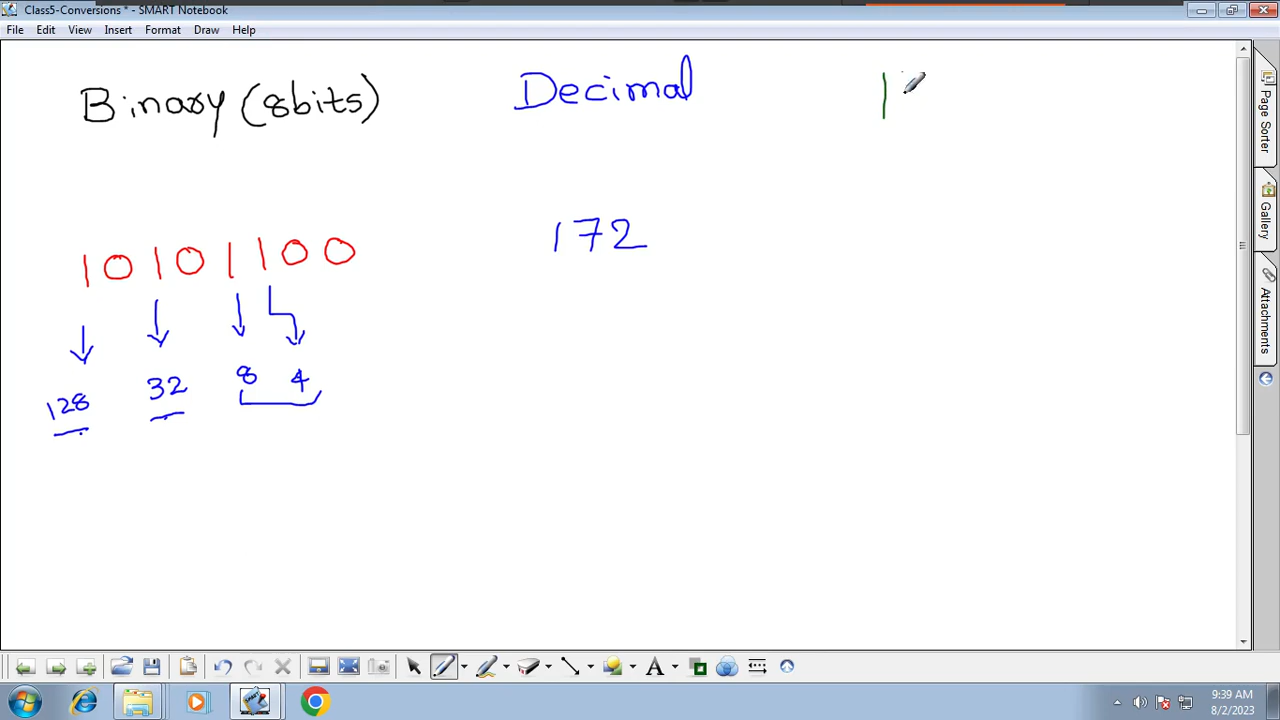 Class5-Conversions * - SMART Notebook
File Edit View Insert Format Draw Help
Binary (8bits) Decimal
172
10101100
128 32 8 4
Page Sorter
Gallery
Attachments
A
9:39 AM
8/2/2023